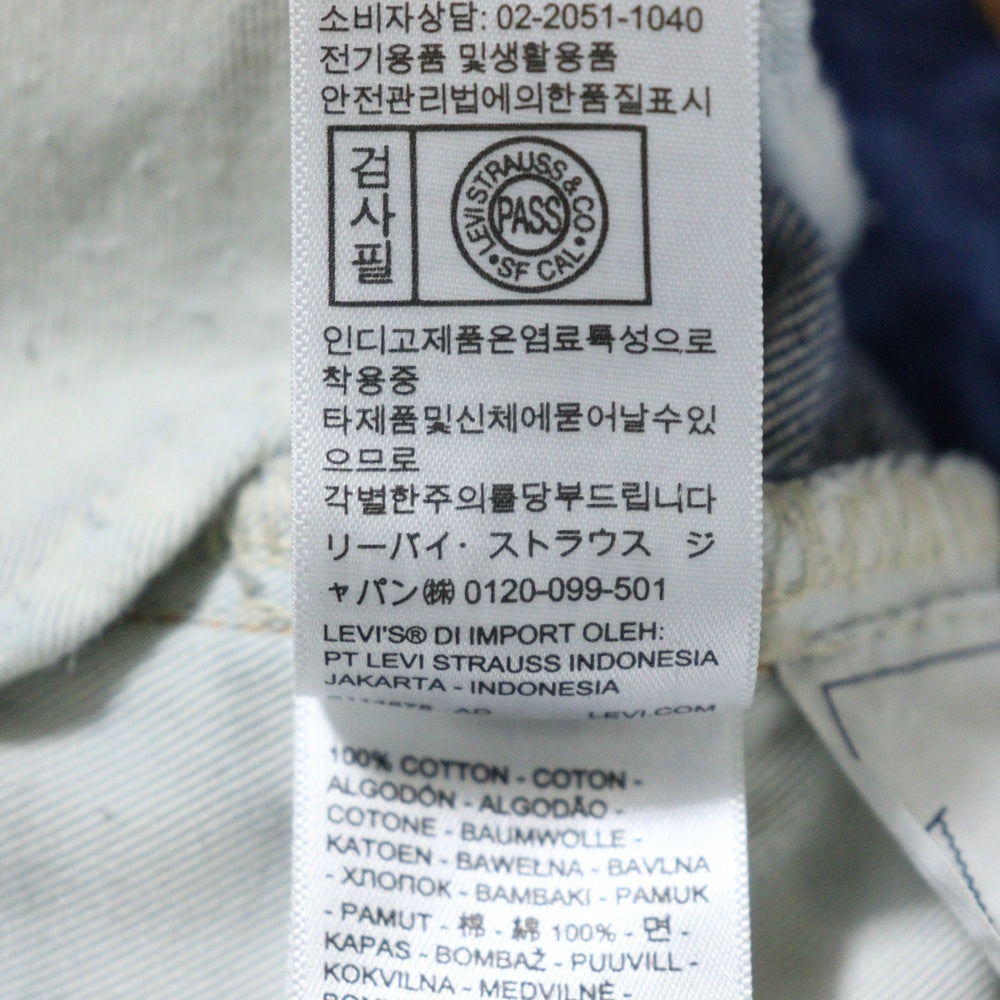 소비자상담: 02-2051-1040
전기용품 및생활용품
안전관리법에의한품질표시
검
사
필
LEVI STRAUSS & CO
PASS
• SF CAL •
인디고제품은염료특성으로
착용중
타제품및신체에묻어날수있
으므로
각별한주의를당부드립니다
リーバイ・ストラウス ジ
ャパン㈱ 0120-099-501
LEVI'S® DI IMPORT OLEH:
PT LEVI STRAUSS INDONESIA
JAKARTA - INDONESIA
LEVI.COM
100% COTTON - COTON -
ALGODÓN - ALGODÃO -
COTONE - BAUMWOLLE -
KATOEN - BAWEŁNA - BAVLNA
- ХЛОПОК - BAMBAKI - PAMUK
- PAMUT - 棉 - 綿 100% - 면 -
KAPAS - BOMBAŽ - PUUVILL -
KOKVILNA - MEDVILNĖ -